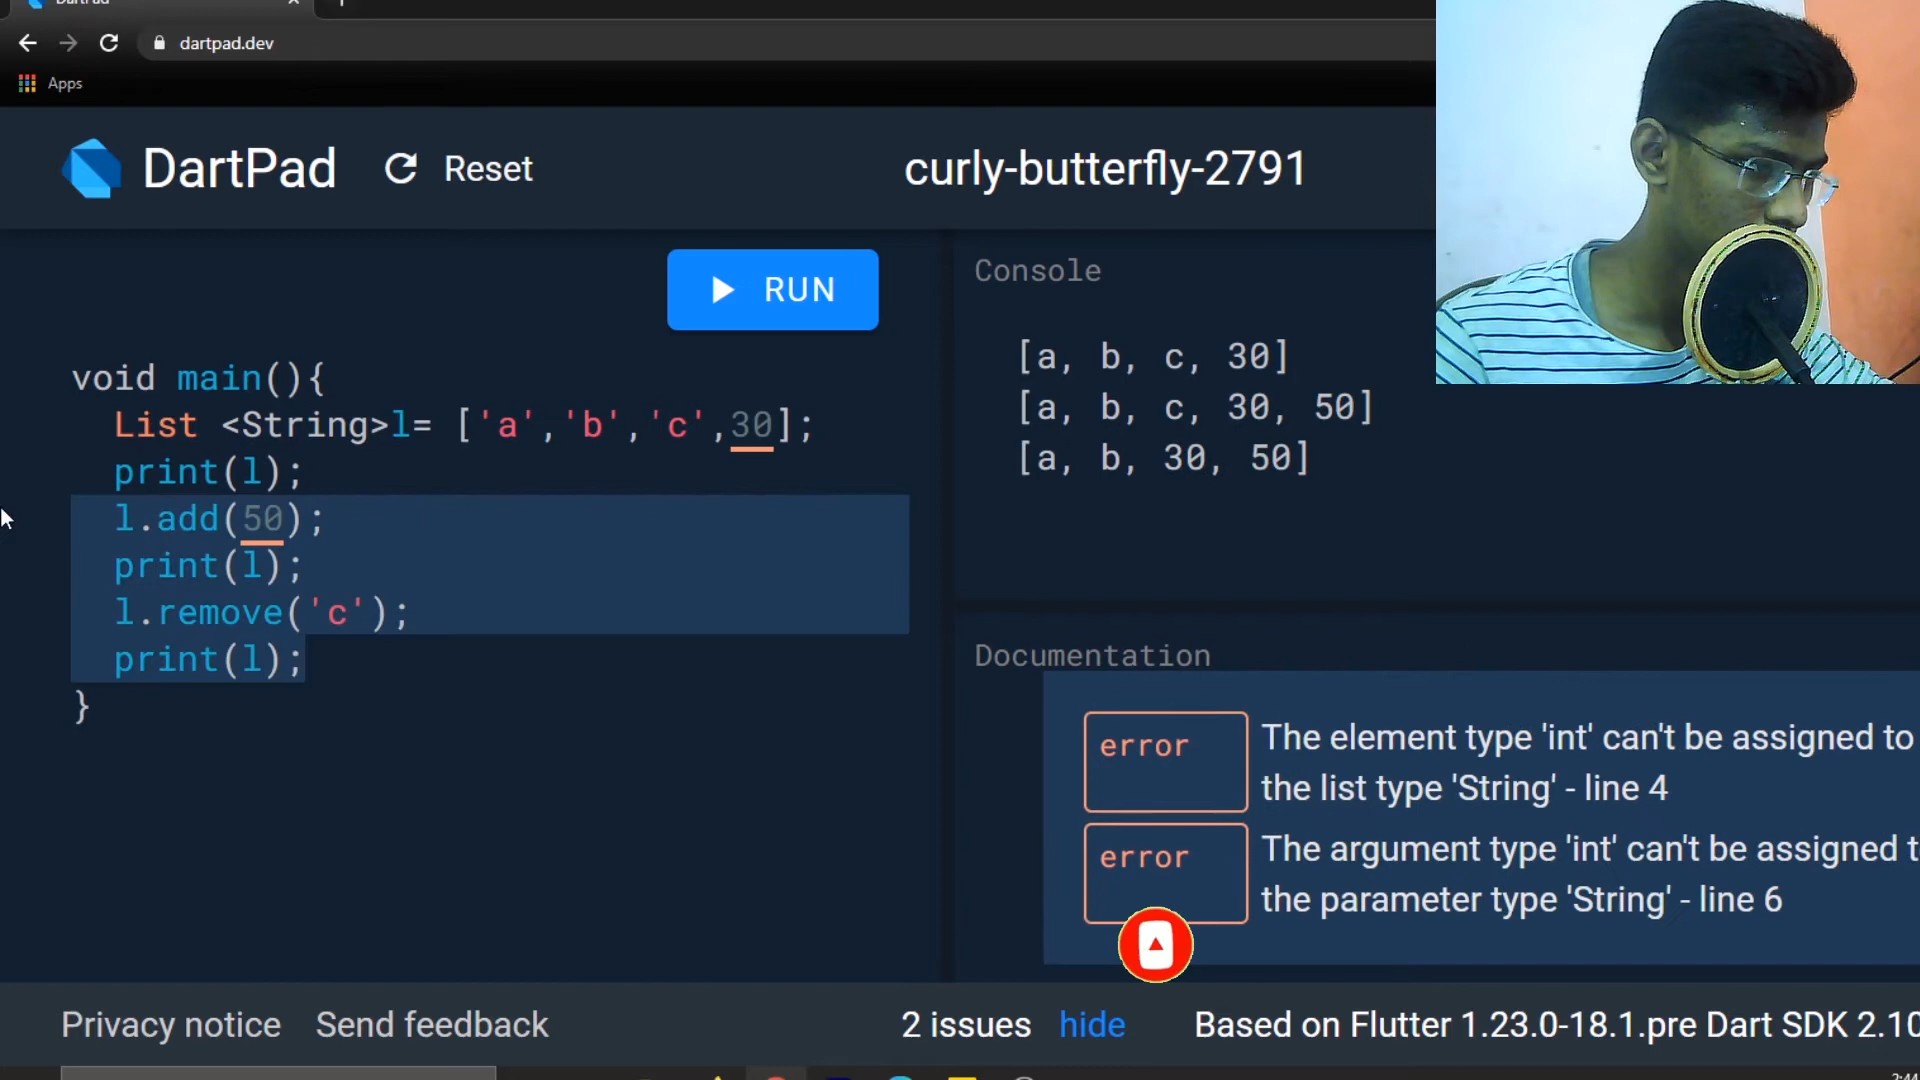 DartPad
dartpad.dev
Apps
DartPad
Reset
curly-butterfly-2791
RUN
void main(){
List <String>l= ['a','b','c',30];
print(l);
l.add(50);
print(l);
l.remove('c');
print(l);
}
Console
[a, b, c, 30]
[a, b, c, 30, 50]
[a, b, 30, 50]
Documentation
error
The element type 'int' can't be assigned to
the list type 'String' - line 4
error
The argument type 'int' can't be assigned
the parameter type 'String' - line 6
Privacy notice
Send feedback
2 issues
hide
Based on Flutter 1.23.0-18.1.pre Dart SDK 2.10